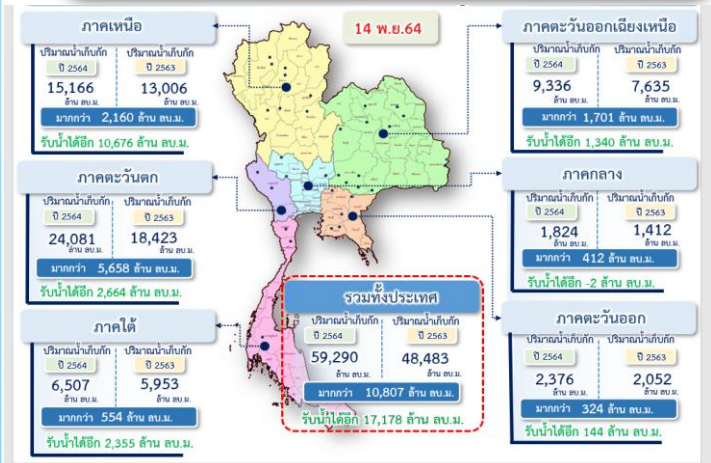 14 พ.ย.64
ภาคเหนือ
ปริมาณน้ำเก็บกัก ปริมาณน้ำเก็บกัก
ปี 2564 ปี 2563
15,166 13,006
ล้าน ลบ.ม. ล้าน ลบ.ม.
มากกว่า 2,160 ล้าน ลบ.ม.
รับน้ำได้อีก 10,676 ล้าน ลบ.ม.
ภาคตะวันออกเฉียงเหนือ
ปริมาณน้ำเก็บกัก ปริมาณน้ำเก็บกัก
ปี 2564 ปี 2563
9,336 7,635
ล้าน ลบ.ม. ล้าน ลบ.ม.
มากกว่า 1,701 ล้าน ลบ.ม.
รับน้ำได้อีก 1,340 ล้าน ลบ.ม.
ภาคตะวันตก
ปริมาณน้ำเก็บกัก ปริมาณน้ำเก็บกัก
ปี 2564 ปี 2563
24,081 18,423
ล้าน ลบ.ม. ล้าน ลบ.ม.
มากกว่า 5,658 ล้าน ลบ.ม.
รับน้ำได้อีก 2,664 ล้าน ลบ.ม.
ภาคกลาง
ปริมาณน้ำเก็บกัก ปริมาณน้ำเก็บกัก
ปี 2564 ปี 2563
1,824 1,412
ล้าน ลบ.ม. ล้าน ลบ.ม.
มากกว่า 412 ล้าน ลบ.ม.
รับน้ำได้อีก -2 ล้าน ลบ.ม.
ภาคใต้
ปริมาณน้ำเก็บกัก ปริมาณน้ำเก็บกัก
ปี 2564 ปี 2563
6,507 5,953
ล้าน ลบ.ม. ล้าน ลบ.ม.
มากกว่า 554 ล้าน ลบ.ม.
รับน้ำได้อีก 2,355 ล้าน ลบ.ม.
รวมทั้งประเทศ
ปริมาณน้ำเก็บกัก ปริมาณน้ำเก็บกัก
ปี 2564 ปี 2563
59,290 48,483
ล้าน ลบ.ม. ล้าน ลบ.ม.
มากกว่า 10,807 ล้าน ลบ.ม.
รับน้ำได้อีก 17,178 ล้าน ลบ.ม.
ภาคตะวันออก
ปริมาณน้ำเก็บกัก ปริมาณน้ำเก็บกัก
ปี 2564 ปี 2563
2,376 2,052
ล้าน ลบ.ม. ล้าน ลบ.ม.
มากกว่า 324 ล้าน ลบ.ม.
รับน้ำได้อีก 144 ล้าน ลบ.ม.